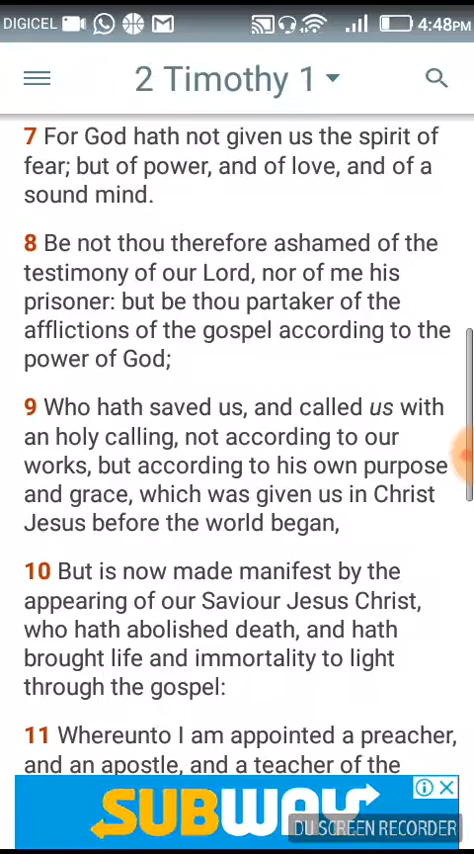 DIGICEL 4:48PM
2 Timothy 1
7 For God hath not given us the spirit of
fear; but of power, and of love, and of a
sound mind.
8 Be not thou therefore ashamed of the
testimony of our Lord, nor of me his
prisoner: but be thou partaker of the
afflictions of the gospel according to the
power of God;
9 Who hath saved us, and called us with
an holy calling, not according to our
works, but according to his own purpose
and grace, which was given us in Christ
Jesus before the world began,
10 But is now made manifest by the
appearing of our Saviour Jesus Christ,
who hath abolished death, and hath
brought life and immortality to light
through the gospel:
11 Whereunto I am appointed a preacher,
and an apostle, and a teacher of the
SUBWAY
DU SCREEN RECORDER